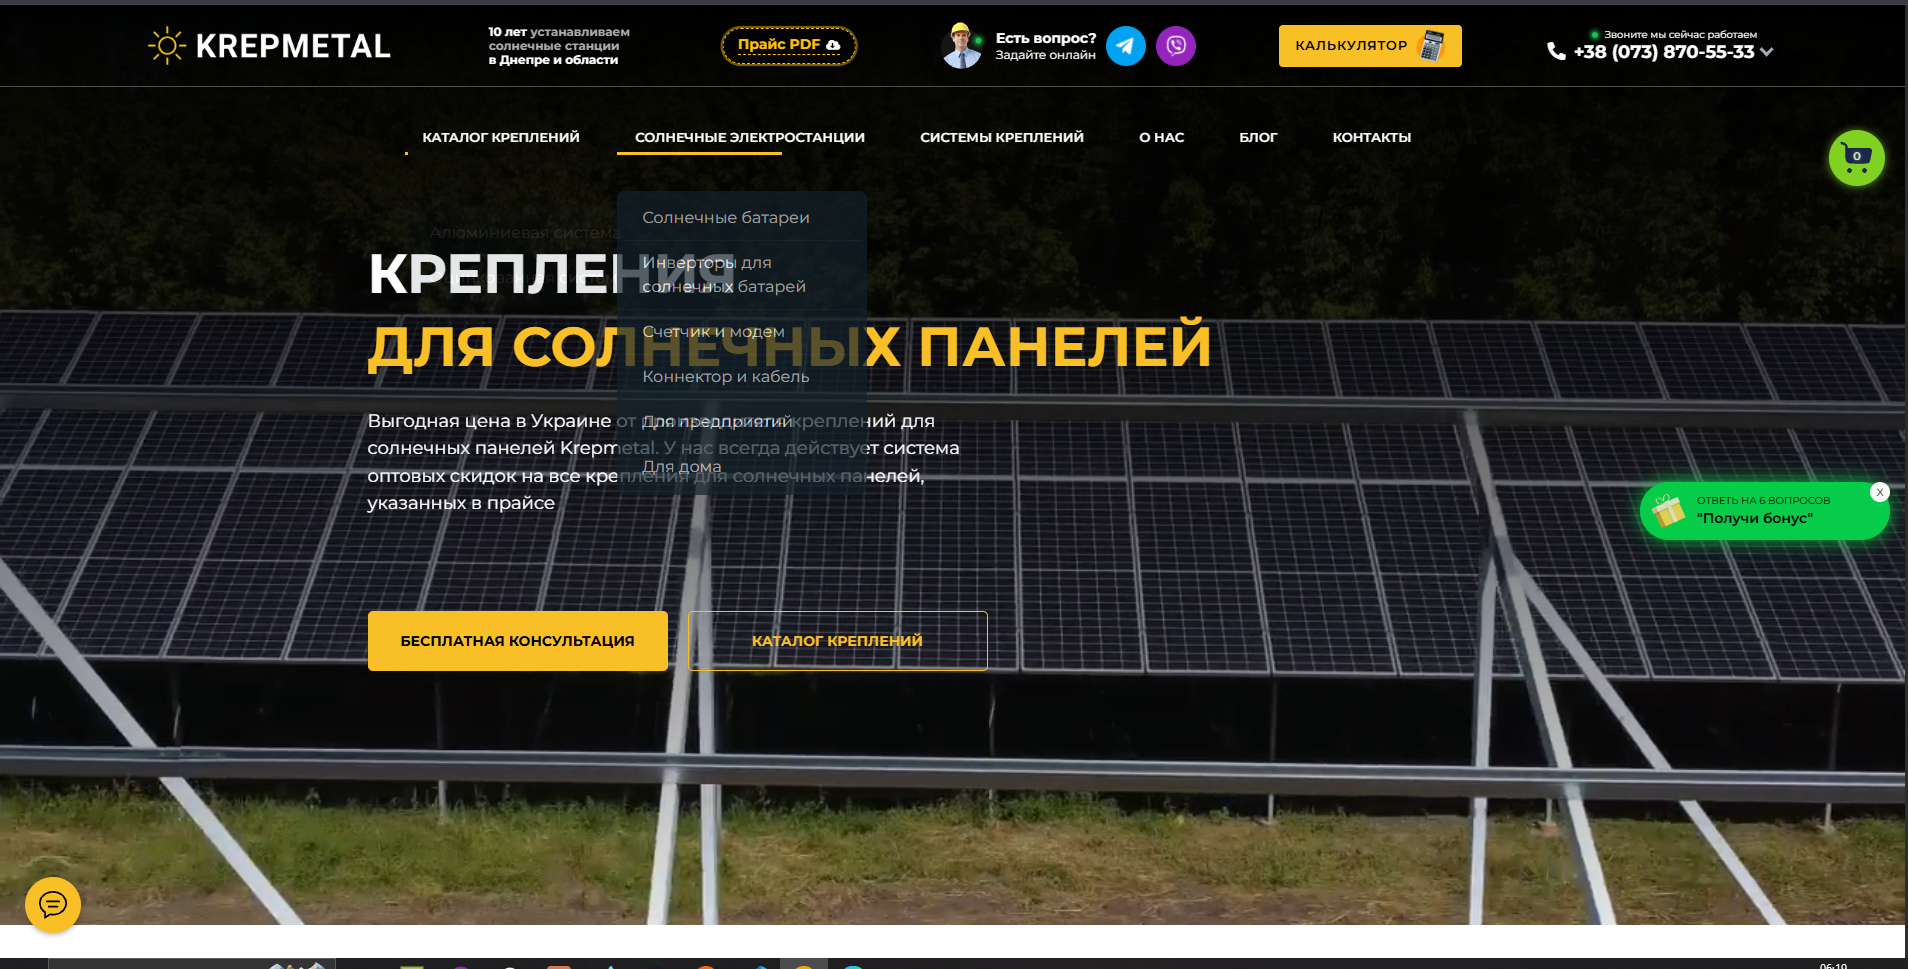 KREPMETAL
10 лет устанавливаем
солнечные станции
в Днепре и области
Прайс PDF
Есть вопрос?
Задайте онлайн
КАЛЬКУЛЯТОР
Звоните мы сейчас работаем
+38 (073) 870-55-33
КАТАЛОГ КРЕПЛЕНИЙ
СОЛНЕЧНЫЕ ЭЛЕКТРОСТАНЦИИ
СИСТЕМЫ КРЕПЛЕНИЙ
О НАС
БЛОГ
КОНТАКТЫ
0
Солнечные батареи
Инверторы для
солнечных батарей
Счетчик и модем
Коннектор и кабель
Для предприятий
Для дома
Алюминиевая система
КРЕПЛЕНИЯ
ДЛЯ СОЛНЕЧНЫХ ПАНЕЛЕЙ
Выгодная цена в Украине от производителя креплений для
солнечных панелей Krepmetal. У нас всегда действует система
оптовых скидок на все крепления для солнечных панелей,
указанных в прайсе
ОТВЕТЬ НА 6 ВОПРОСОВ
"Получи бонус"
X
БЕСПЛАТНАЯ КОНСУЛЬТАЦИЯ
КАТАЛОГ КРЕПЛЕНИЙ